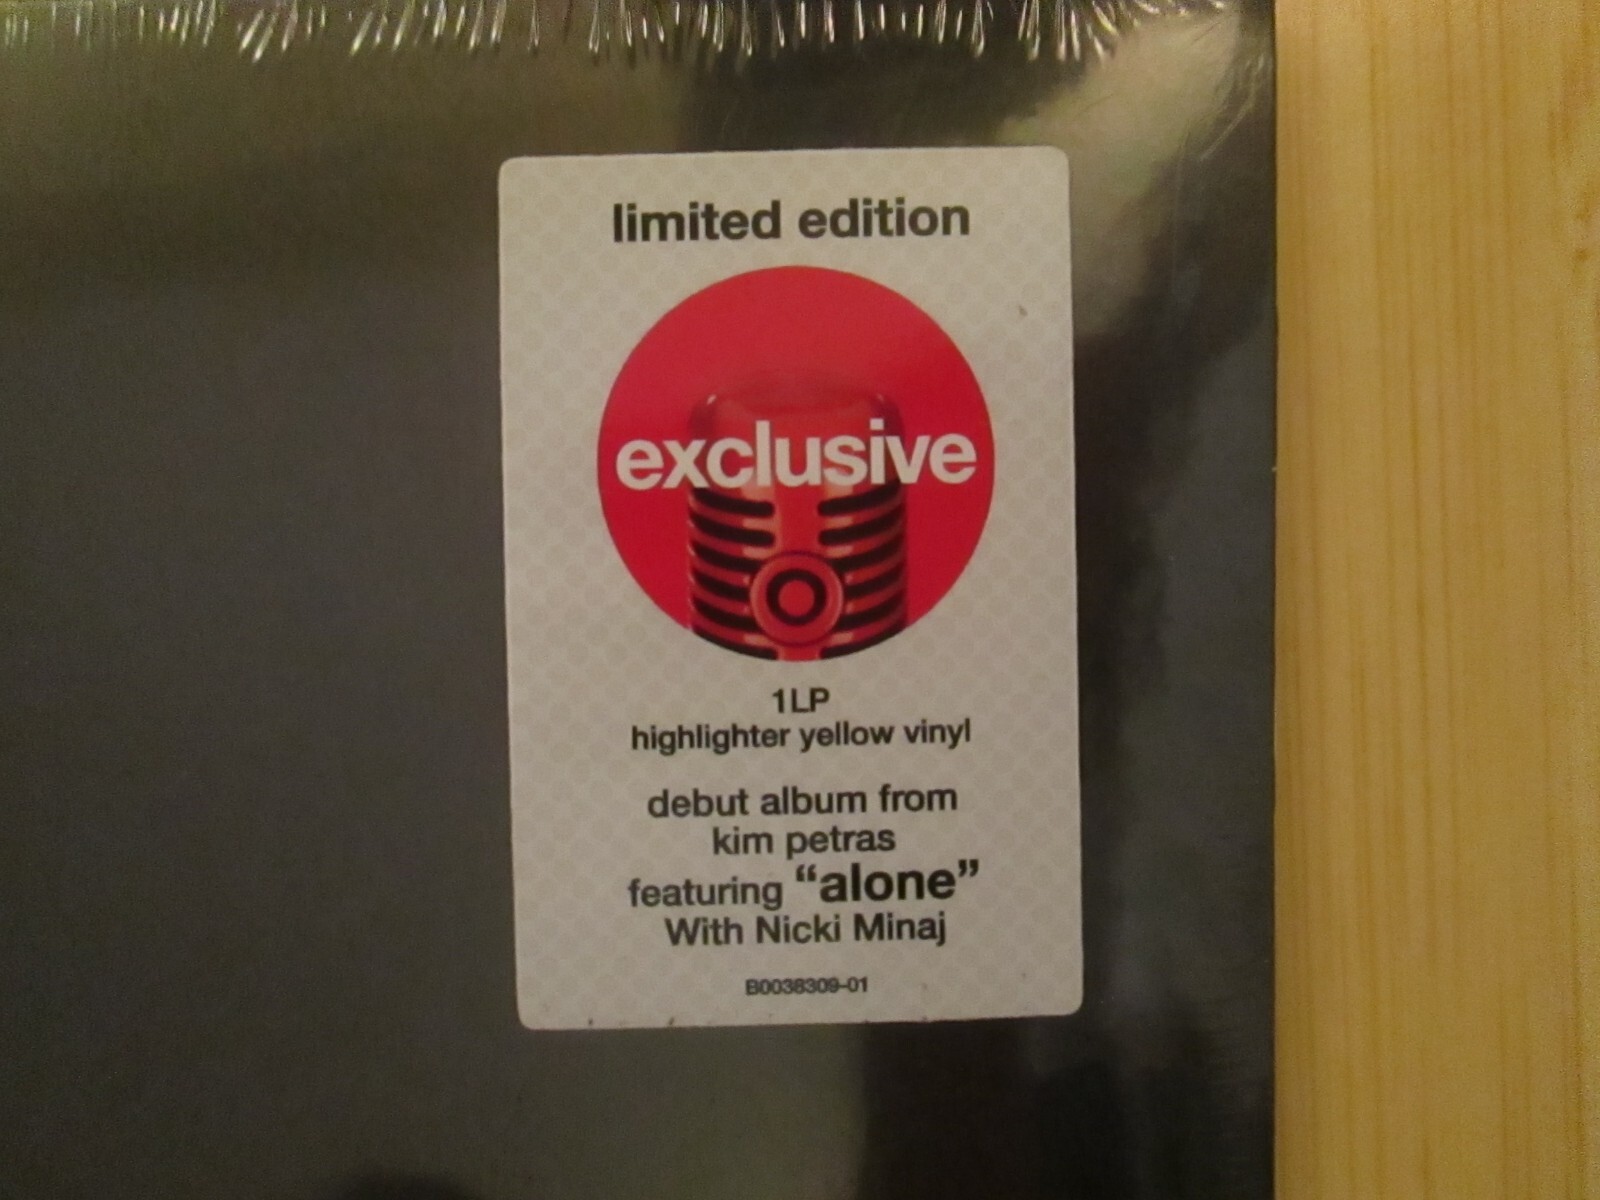 limited edition
exclusive
1LP
highlighter yellow vinyl
debut album from
kim petras
featuring “alone”
With Nicki Minaj
B0038309-01